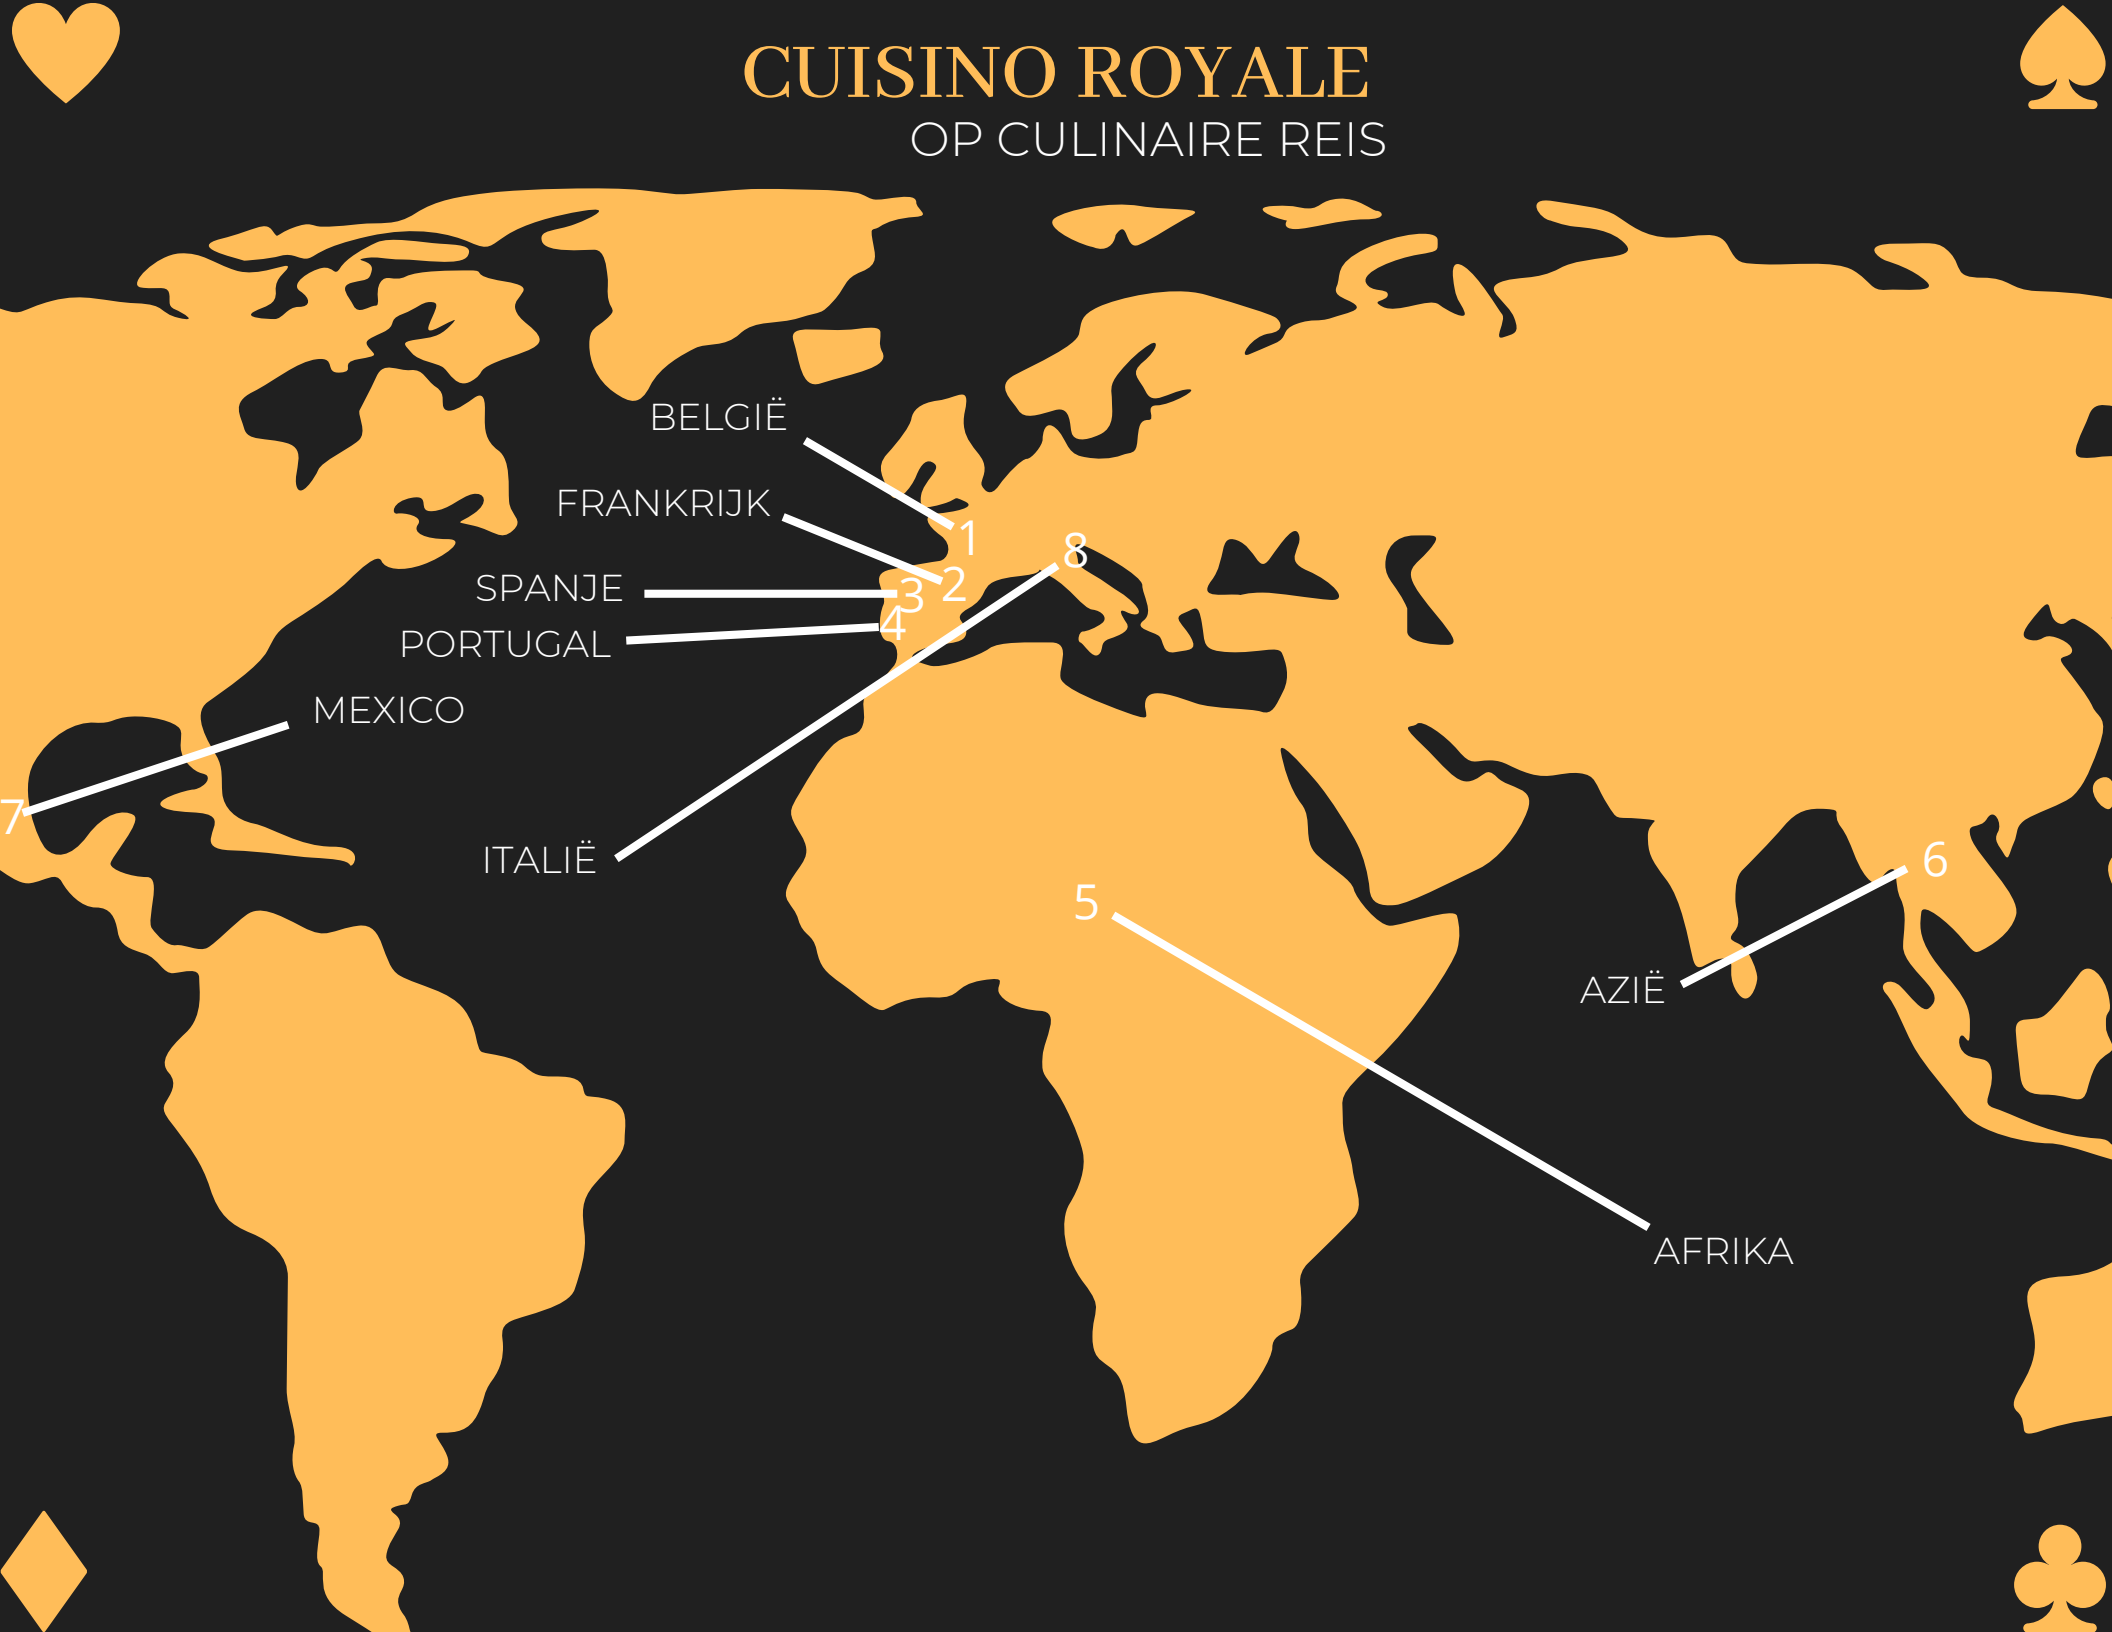 CUISINO ROYALE
OP CULINAIRE REIS
BELGIË
FRANKRIJK
1
8
SPANJE
3
2
4
PORTUGAL
MEXICO
7
ITALIË
5
6
AZIË
AFRIKA